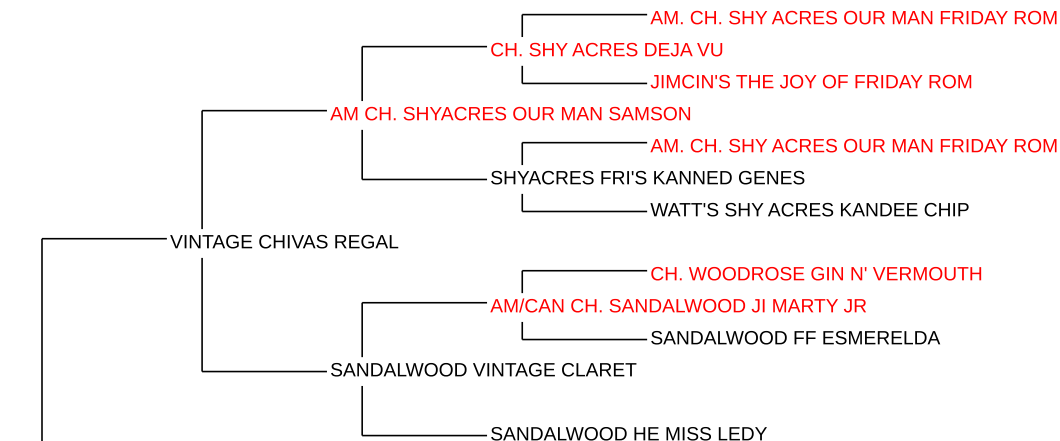 AM. CH. SHY ACRES OUR MAN FRIDAY ROM
CH. SHY ACRES DEJA VU
JIMCIN'S THE JOY OF FRIDAY ROM
AM CH. SHYACRES OUR MAN SAMSON
AM. CH. SHY ACRES OUR MAN FRIDAY ROM
SHYACRES FRI'S KANNED GENES
WATT'S SHY ACRES KANDEE CHIP
VINTAGE CHIVAS REGAL
CH. WOODROSE GIN N' VERMOUTH
AM/CAN CH. SANDALWOOD JI MARTY JR
SANDALWOOD FF ESMERELDA
SANDALWOOD VINTAGE CLARET
SANDALWOOD HE MISS LEDY